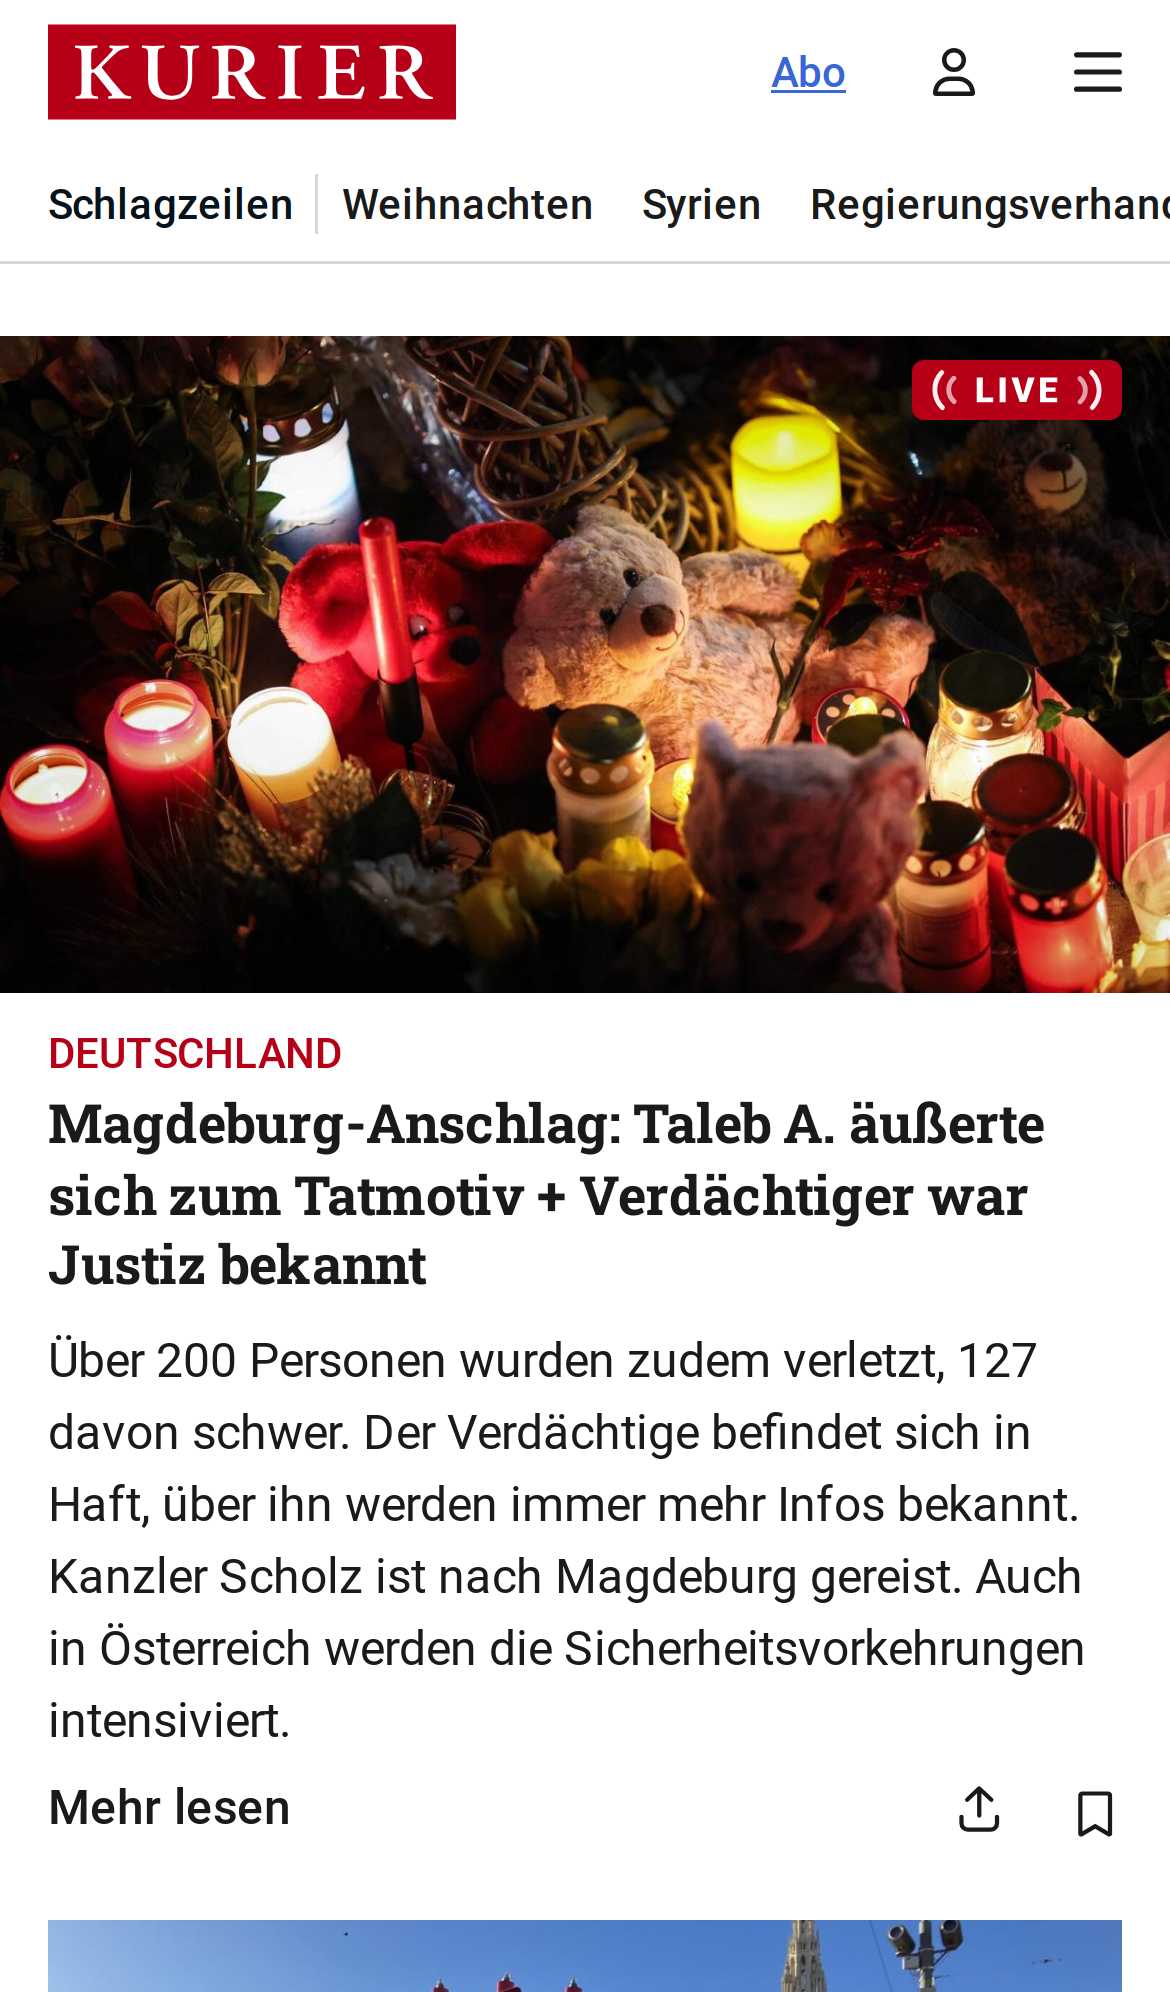 KURIER
Abo
Schlagzeilen
Weihnachten
Syrien
Regierungsverhand
LIVE
DEUTSCHLAND
Magdeburg-Anschlag: Taleb A. äußerte
sich zum Tatmotiv + Verdächtiger war
Justiz bekannt
Über 200 Personen wurden zudem verletzt, 127
davon schwer. Der Verdächtige befindet sich in
Haft, über ihn werden immer mehr Infos bekannt.
Kanzler Scholz ist nach Magdeburg gereist. Auch
in Österreich werden die Sicherheitsvorkehrungen
intensiviert.
Mehr lesen